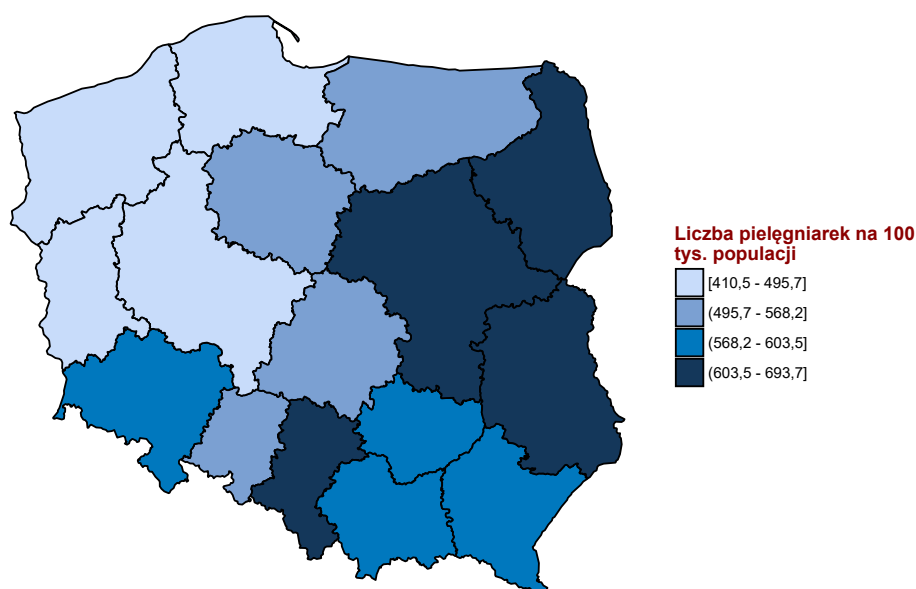 Liczba pielęgniarek na 100
tys. populacji
[410,5 - 495,7]
(495,7 - 568,2]
(568,2 - 603,5]
(603,5 - 693,7]